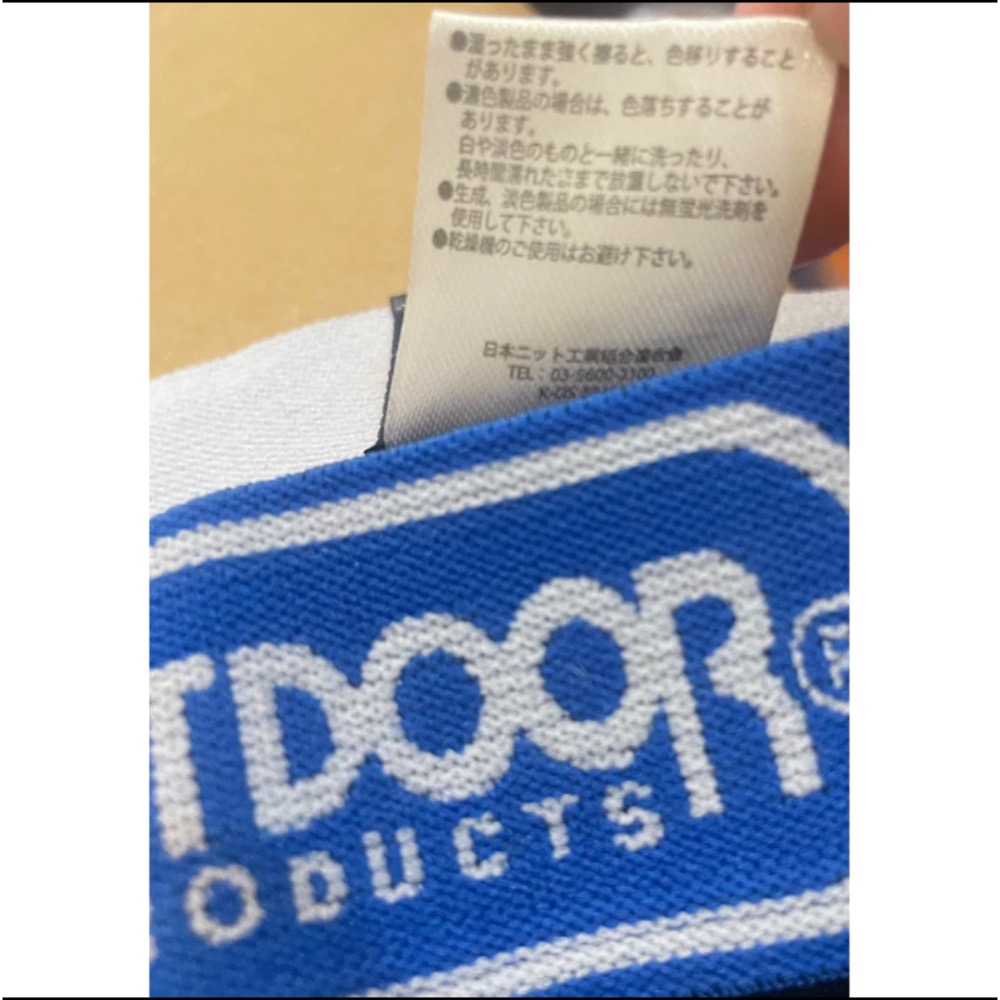 ●湿ったまま強く擦ると、色移りすること
があります。
●濃色製品の場合は、色落ちすることが
あります。
白や淡色のものと一緒に洗ったり、
長時間濡れたままで放置しないで下さい。
●生成、淡色製品の場合には無蛍光洗剤を
使用して下さい。
●乾燥機のご使用はお避け下さい。
日本ニット工業組合連合会
TEL:03-5600-2100
TDOOR ®
ODUCTS